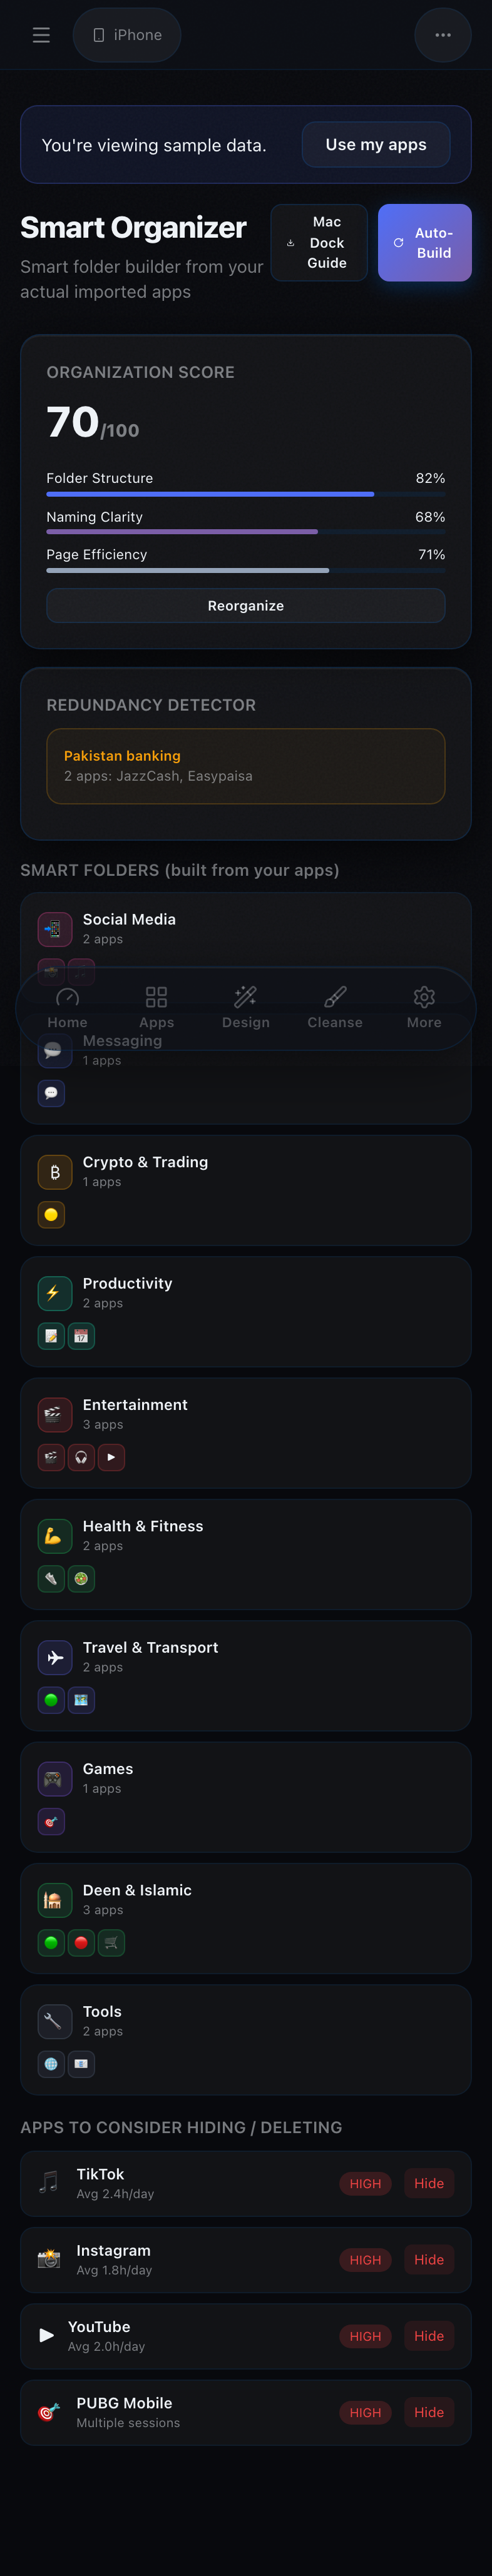 iPhone
You're viewing sample data.
Use my apps
Smart Organizer
Smart folder builder from your
actual imported apps
Mac
Dock
Guide
Auto-
Build
ORGANIZATION SCORE
70/100
Folder Structure 82%
Naming Clarity 68%
Page Efficiency 71%
Reorganize
REDUNDANCY DETECTOR
Pakistan banking
2 apps: JazzCash, Easypaisa
SMART FOLDERS (built from your apps)
Social Media
2 apps
Home Apps Design Cleanse More
Messaging
1 apps
Crypto & Trading
1 apps
Productivity
2 apps
Entertainment
3 apps
Health & Fitness
2 apps
Travel & Transport
2 apps
Games
1 apps
Deen & Islamic
3 apps
Tools
2 apps
APPS TO CONSIDER HIDING / DELETING
TikTok
Avg 2.4h/day
HIGH Hide
Instagram
Avg 1.8h/day
HIGH Hide
YouTube
Avg 2.0h/day
HIGH Hide
PUBG Mobile
Multiple sessions
HIGH Hide